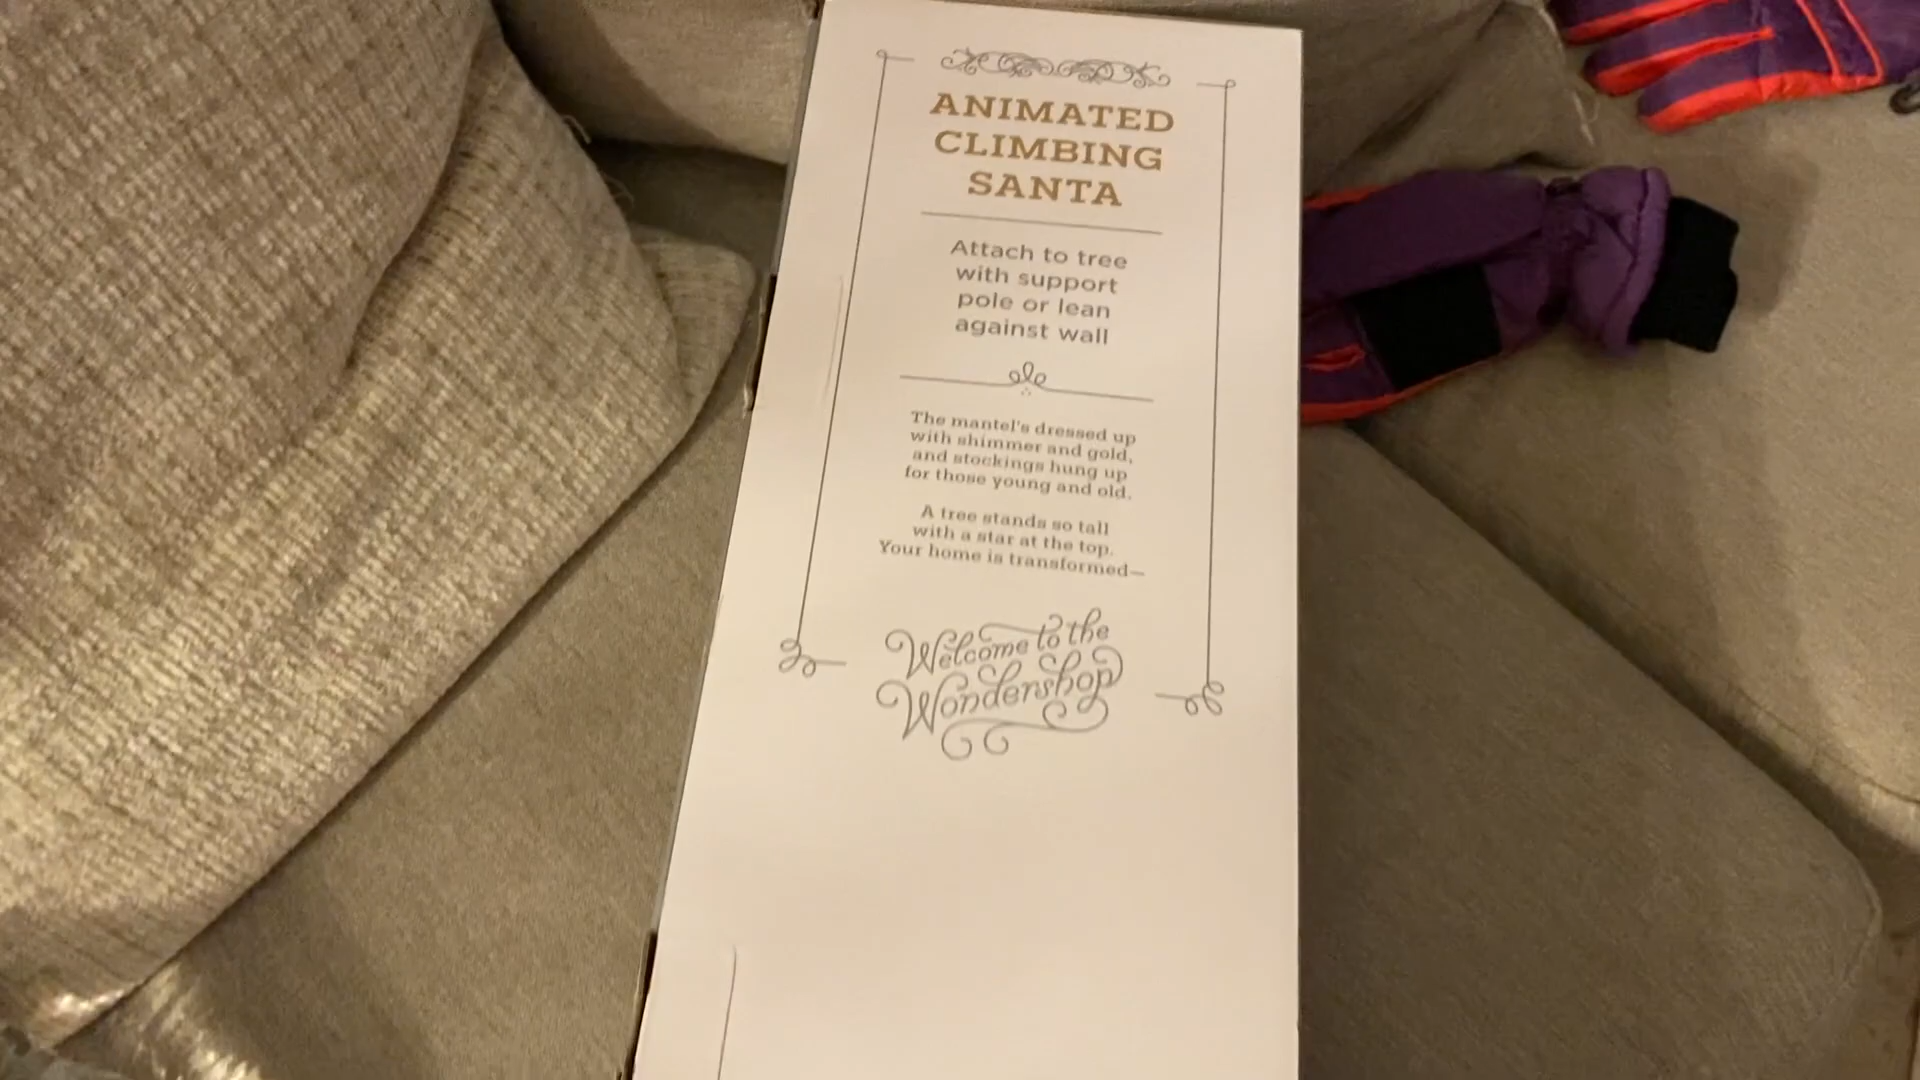 ANIMATED
CLIMBING
SANTA
Attach to tree
with support
pole or lean
against wall
The mantel's dressed up
with shimmer and gold,
and stockings hung up
for those young and old.
A tree stands so tall
with a star at the top.
Your home is transformed—
Welcome to the
Wondershop